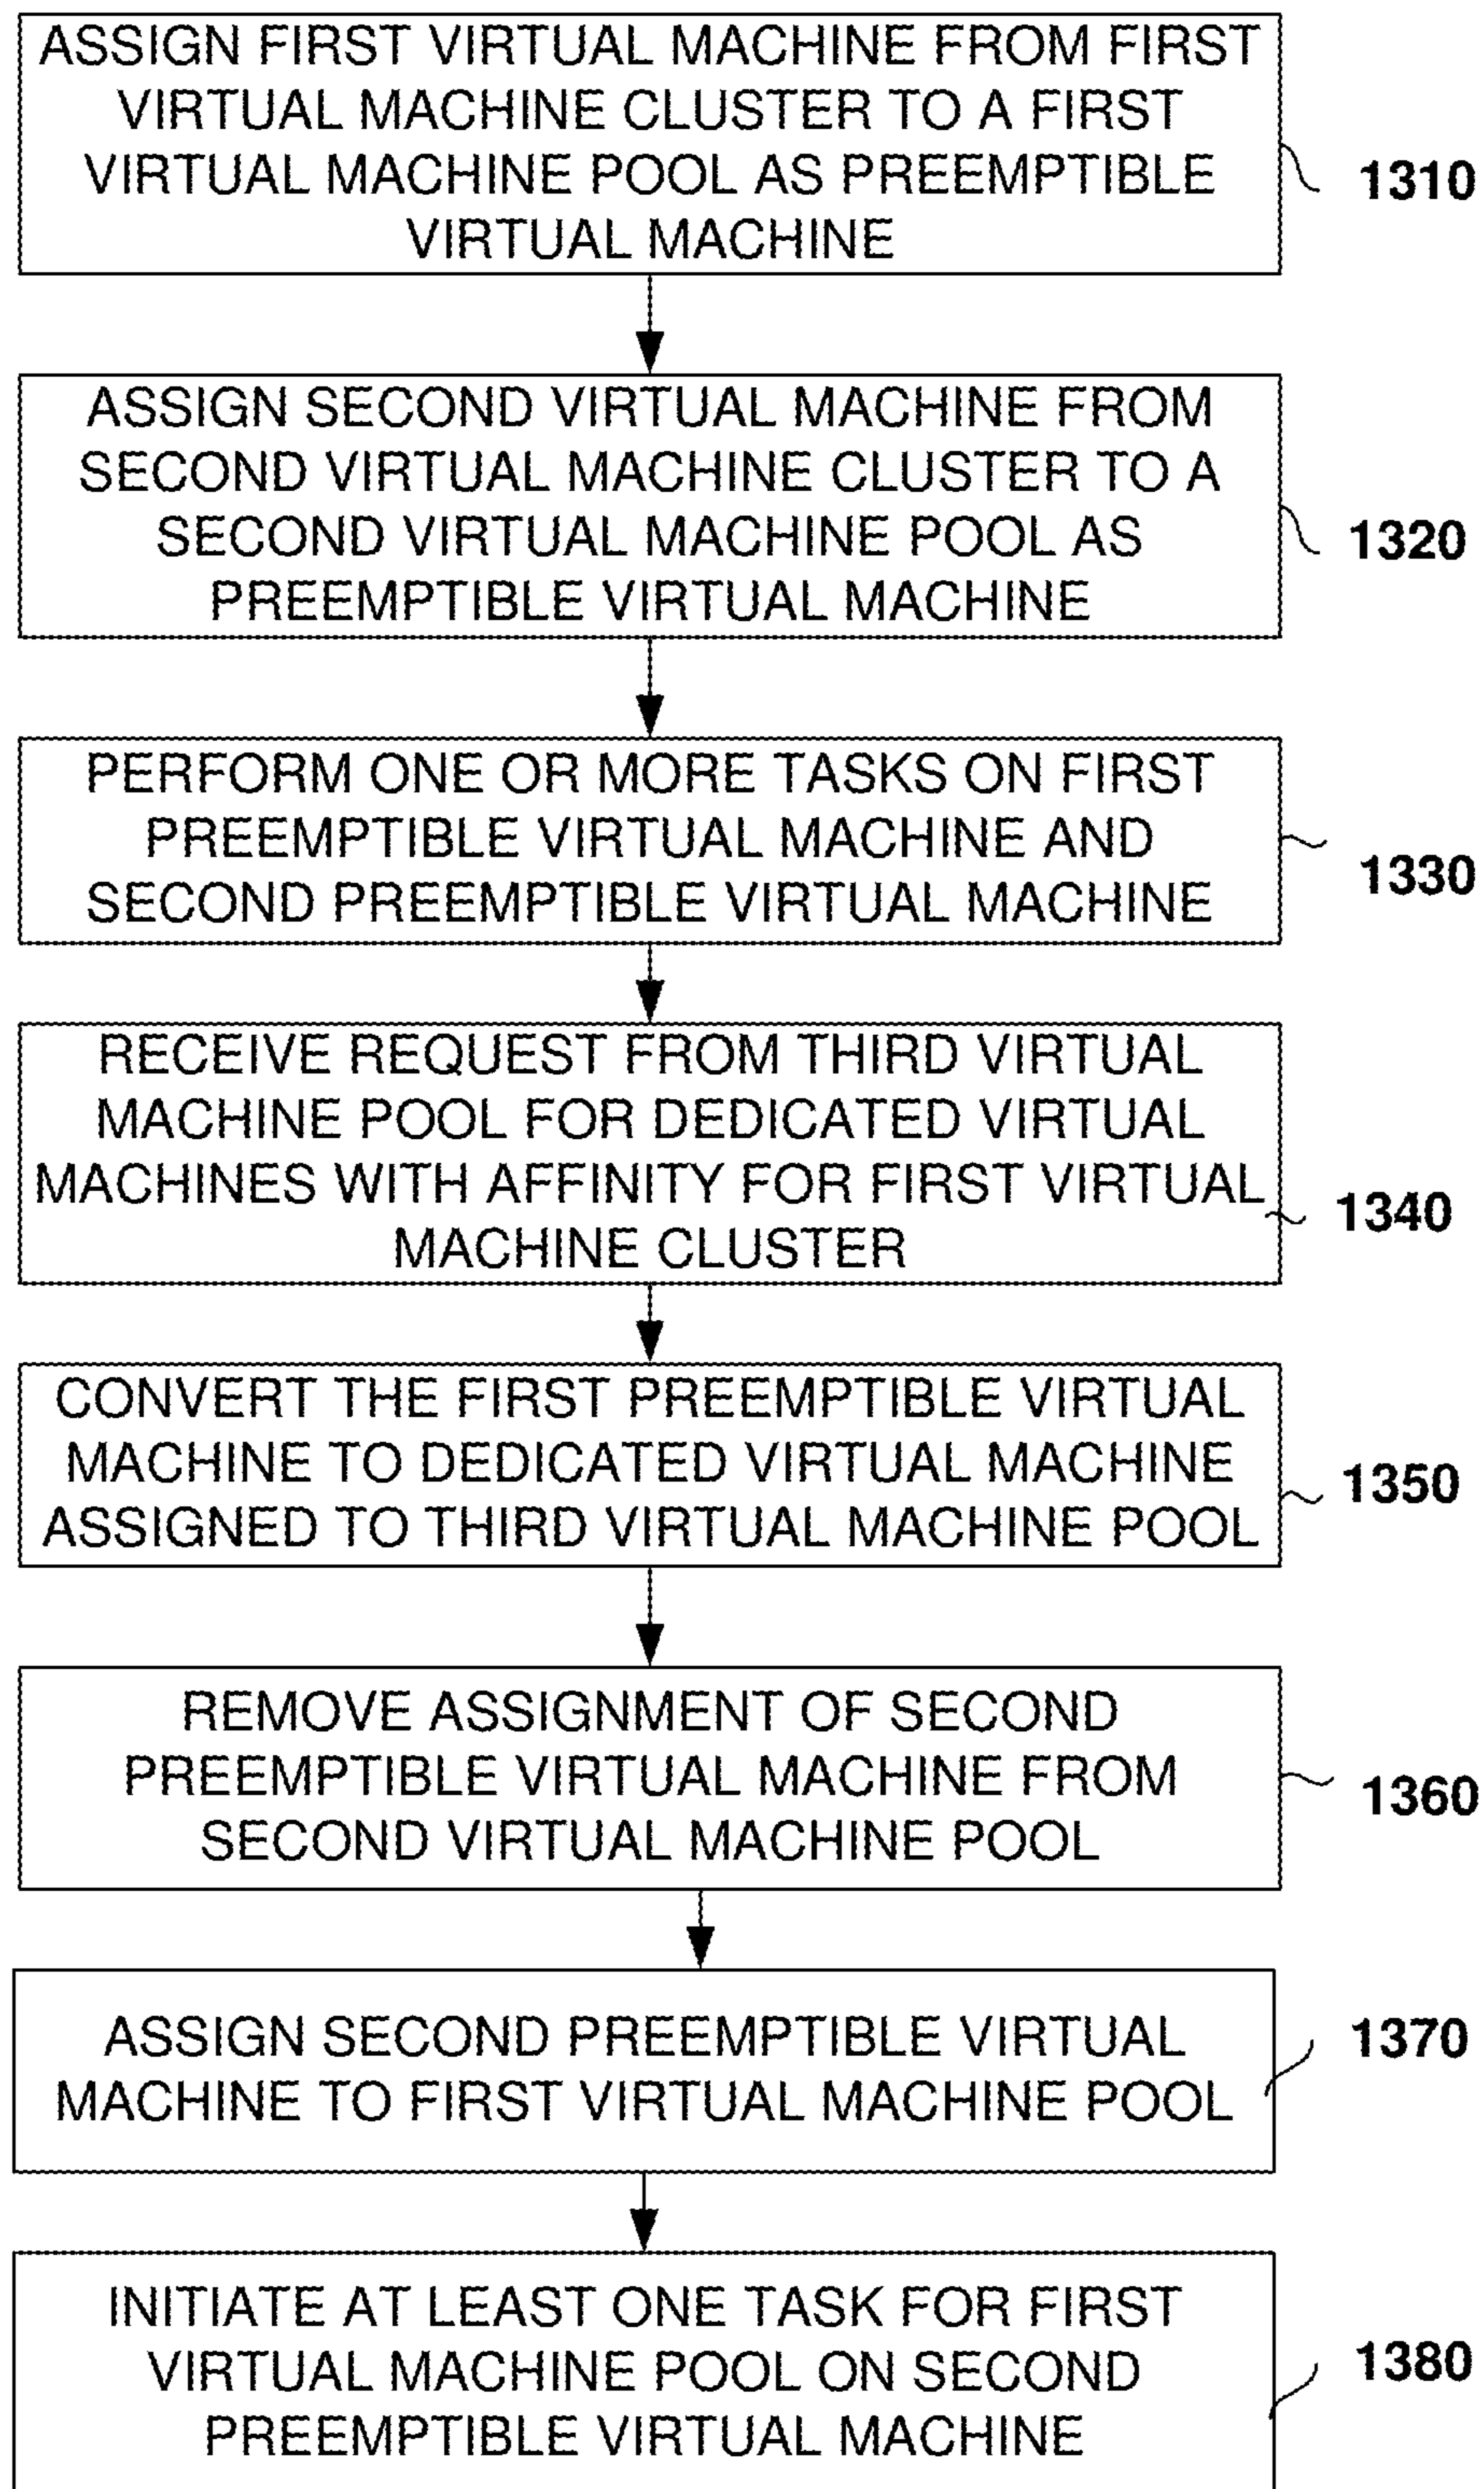 ASSIGN FIRST VIRTUAL MACHINE FROM FIRST
VIRTUAL MACHINE CLUSTER TO A FIRST
VIRTUAL MACHINE POOL AS PREEMPTIBLE
VIRTUAL MACHINE
1310
ASSIGN SECOND VIRTUAL MACHINE FROM
SECOND VIRTUAL MACHINE CLUSTER TO A
SECOND VIRTUAL MACHINE POOL AS
PREEMPTIBLE VIRTUAL MACHINE
1320
PERFORM ONE OR MORE TASKS ON FIRST
PREEMPTIBLE VIRTUAL MACHINE AND
SECOND PREEMPTIBLE VIRTUAL MACHINE
1330
RECEIVE REQUEST FROM THIRD VIRTUAL
MACHINE POOL FOR DEDICATED VIRTUAL
MACHINES WITH AFFINITY FOR FIRST VIRTUAL
MACHINE CLUSTER
1340
CONVERT THE FIRST PREEMPTIBLE VIRTUAL
MACHINE TO DEDICATED VIRTUAL MACHINE
ASSIGNED TO THIRD VIRTUAL MACHINE POOL
1350
REMOVE ASSIGNMENT OF SECOND
PREEMPTIBLE VIRTUAL MACHINE FROM
SECOND VIRTUAL MACHINE POOL
1360
ASSIGN SECOND PREEMPTIBLE VIRTUAL
MACHINE TO FIRST VIRTUAL MACHINE POOL
1370
INITIATE AT LEAST ONE TASK FOR FIRST
VIRTUAL MACHINE POOL ON SECOND
PREEMPTIBLE VIRTUAL MACHINE
1380